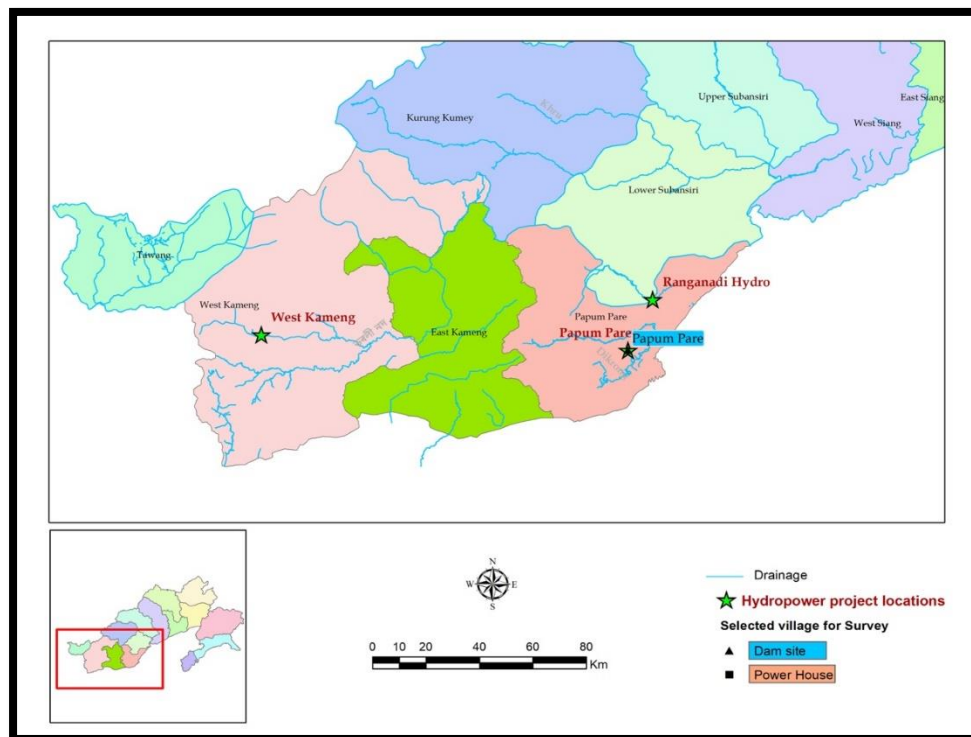 Upper Subansiri
East Siang
Khru
Kurung Kumey
West Siang
Lower Subansiri
Tawang
Ranganadi Hydro
West Kameng
West Kameng
Papum Pare
East Kameng
Papum Pare
Papum Pare
N
W
E
S
Drainage
Hydropower project locations
Selected village for Survey
0 10 20 40 60 80
Km
Dam site
Power House